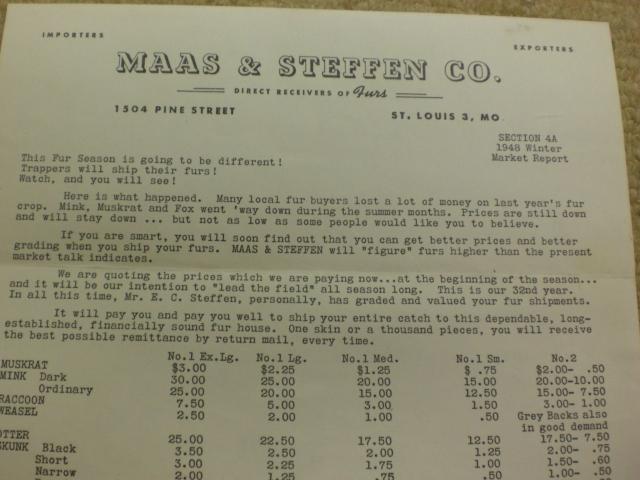 IMPORTERS
EXPORTERS
MAAS & STEFFEN CO.
DIRECT RECEIVERS OF Furs
1504 PINE STREET
ST. LOUIS 3, MO.
SECTION 4A
1948 Winter
Market Report
This Fur Season is going to be different!
Trappers will ship their furs!
Watch, and you will see!
Here is what happened. Many local fur buyers lost a lot of money on last year's fur
crop. Mink, Muskrat and Fox went 'way down during the summer months. Prices are still down
and will stay down ... but not as low as some people would like you to believe.
If you are smart, you will soon find out that you can get better prices and better
grading when you ship your furs. MAAS & STEFFEN will "figure" furs higher than the present
market talk indicates.
We are quoting the prices which we are paying now...at the beginning of the season...
and it will be our intention to "lead the field" all season long. This is our 32nd year.
In all this time, Mr. E. C. Steffen, personally, has graded and valued your fur shipments.
It will pay you and pay you well to ship your entire catch to this dependable, long-
established, financially sound fur house. One skin or a thousand pieces, you will receive
the best possible remittance by return mail, every time.
No.1 Ex.Lg. No.1 Lg. No.1 Med. No.1 Sm. No.2
MUSKRAT $3.00 $2.25 $1.25 $ .75 $2.00- .50
MINK Dark 30.00 25.00 20.00 15.00 20.00-10.00
Ordinary 25.00 20.00 15.00 12.50 15.00- 7.50
RACCOON 7.50 5.00 3.00 1.50 3.00- 1.00
WEASEL 2.50 2.00 1.00 .50 Grey Backs also
in good demand
OTTER 25.00 22.50 17.50 12.50 17.50- 7.50
SKUNK Black 3.50 2.50 2.00 1.25 2.00- .75
Short 3.00 2.25 1.75 1.00 1.50- .60
Narrow 2.00 1.25 .75 .50 1.00- .50